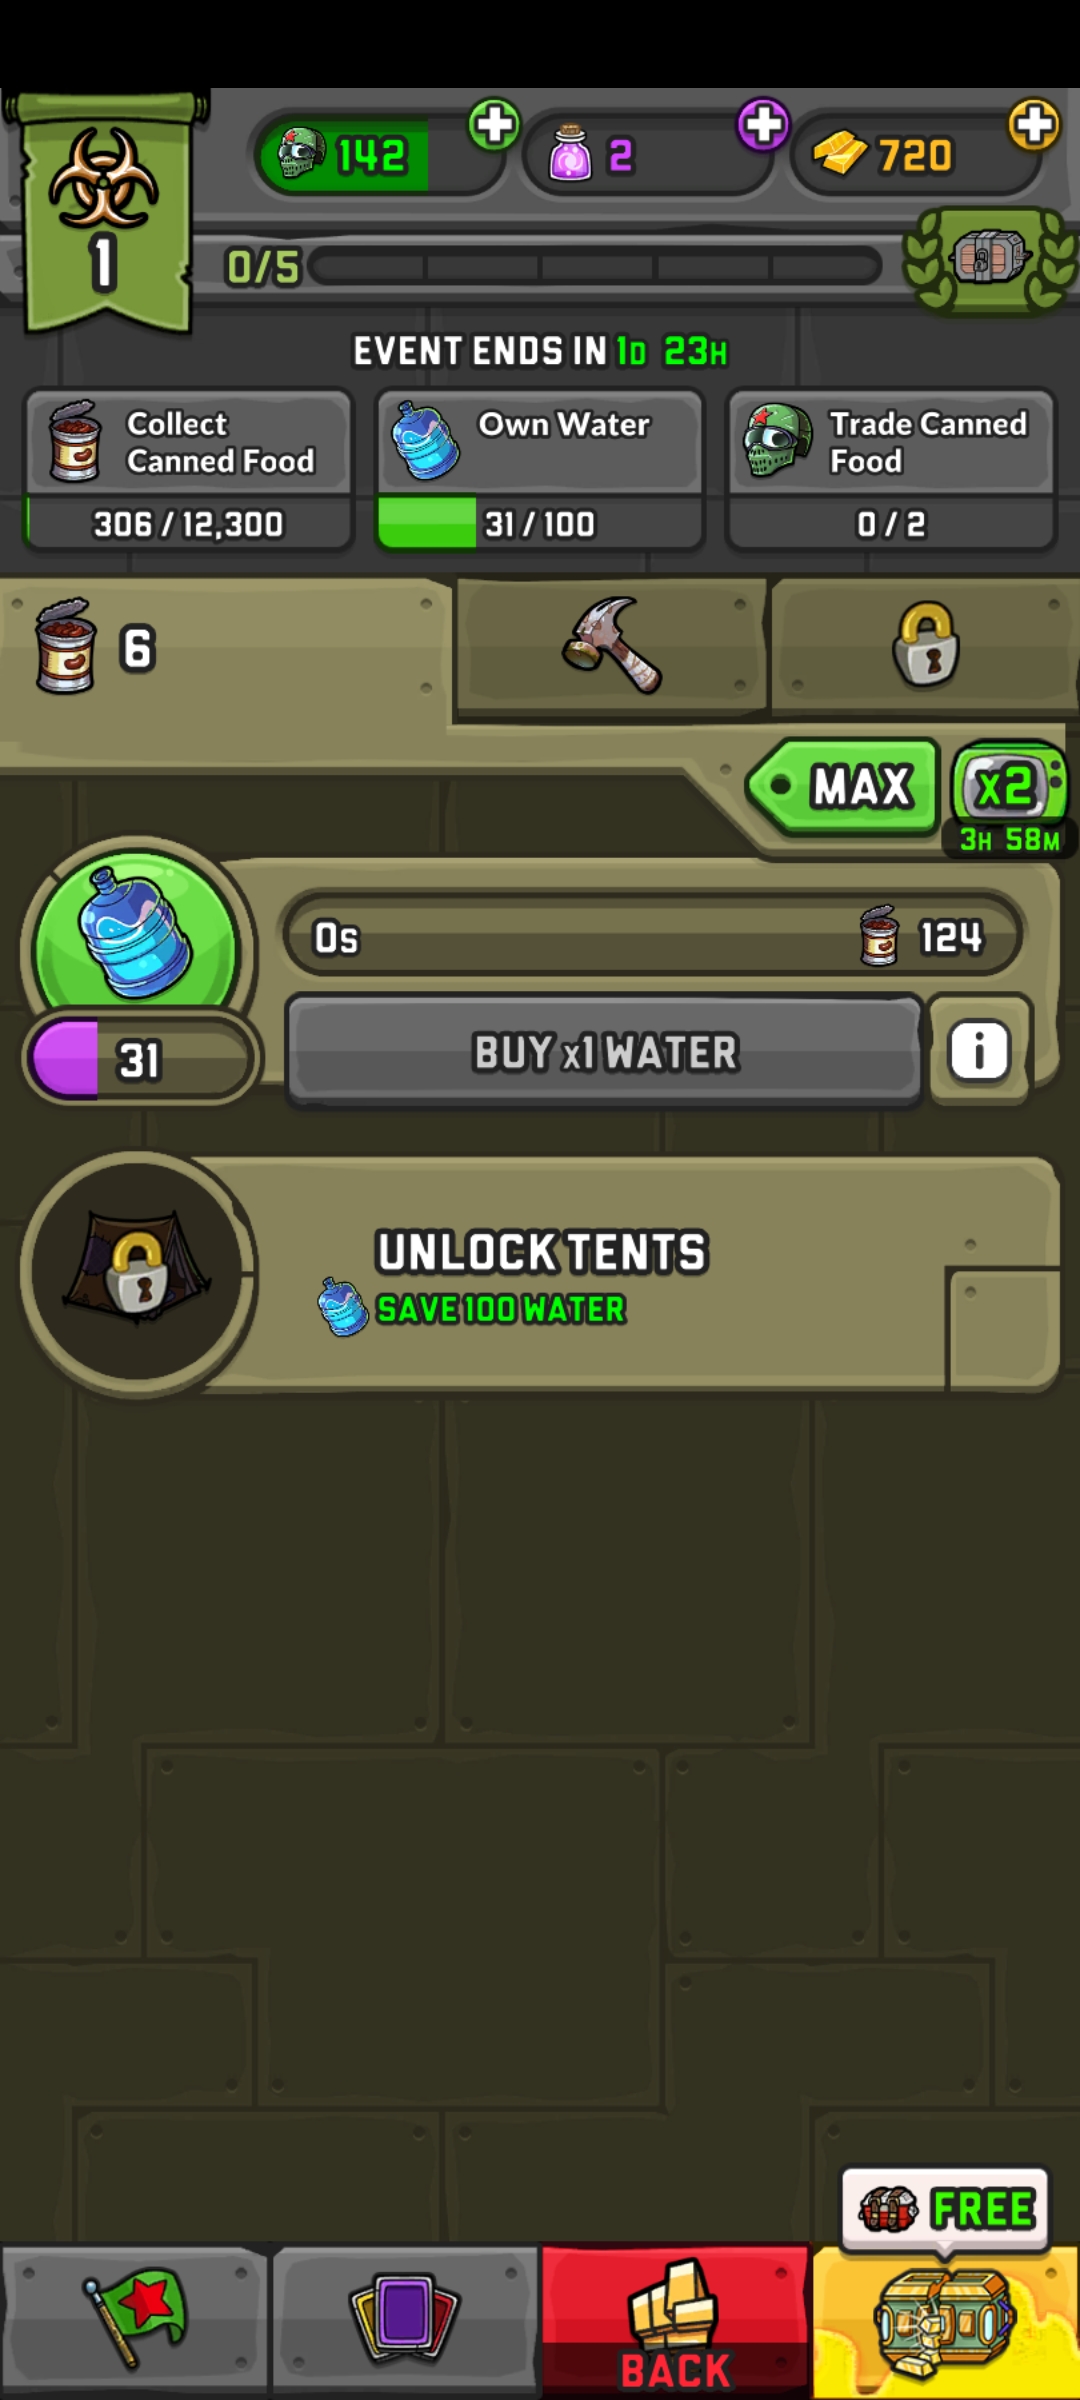 142
2
720
1
0/5
EVENT ENDS IN 1D 23H
Collect
Canned Food
306 / 12,300
Own Water
31 / 100
Trade Canned
Food
0 / 2
6
MAX
x2
3H 58M
0s
124
31
BUY x1 WATER
i
UNLOCK TENTS
SAVE 100 WATER
FREE
BACK